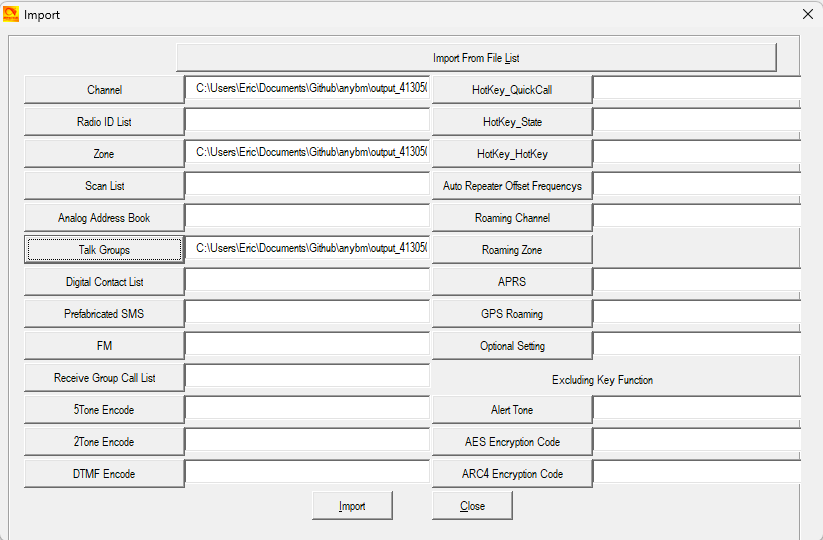 Import
Import From File List
Channel C:\Users\Eric\Documents\Github\anybm\output_41305 HotKey_QuickCall
Radio ID List HotKey_State
Zone C:\Users\Eric\Documents\Github\anybm\output_41305 HotKey_HotKey
Scan List Auto Repeater Offset Frequencys
Analog Address Book Roaming Channel
Talk Groups C:\Users\Eric\Documents\Github\anybm\output_41305 Roaming Zone
Digital Contact List APRS
Prefabricated SMS GPS Roaming
FM Optional Setting
Receive Group Call List Excluding Key Function
5Tone Encode Alert Tone
2Tone Encode AES Encryption Code
DTMF Encode ARC4 Encryption Code
Import Close